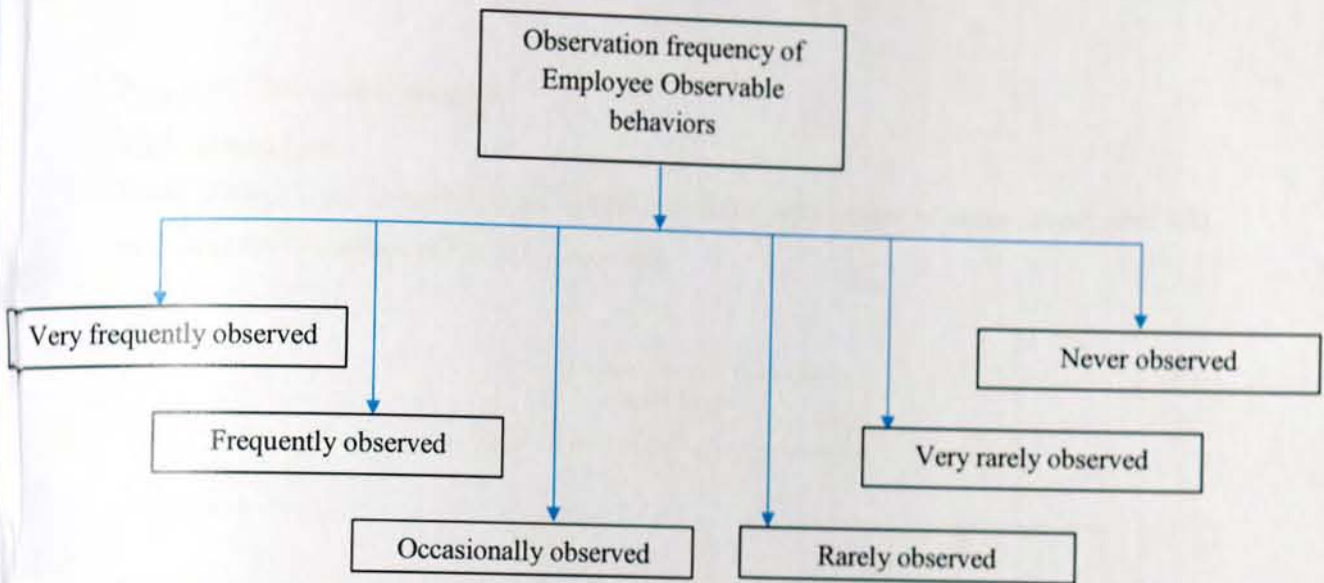 Observation frequency of
Employee Observable
behaviors
Very frequently observed
Never observed
Frequently observed
Very rarely observed
Occasionally observed
Rarely observed